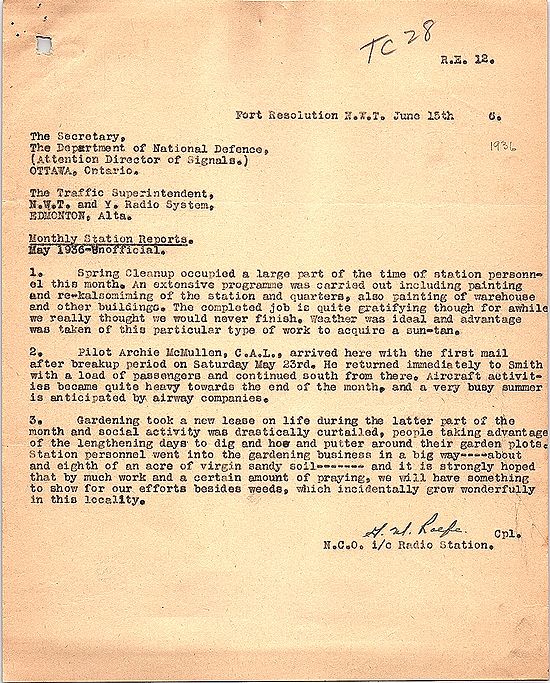 TC 28
R.E. 12.
Fort Resolution N.W.T. June 15th 6.
1936
The Secretary,
The Department of National Defence,
(Attention Director of Signals.)
OTTAWA, Ontario.
The Traffic Superintendent,
N.W.T. and Y. Radio System,
EDMONTON, Alta.
Monthly Station Reports.
May 1936-Unofficial.
1. Spring Cleanup occupied a large part of the time of station personn-
el this month. An extensive programme was carried out including painting
and re-kalsomiming of the station and quarters, also painting of warehouse
and other buildings. The completed job is quite gratifying though for awhile
we really thought we would never finish. Weather was ideal and advantage
was taken of this particular type of work to acquire a sun-tan.
2. Pilot Archie McMullen, C.A.L., arrived here with the first mail
after breakup period on Saturday May 23rd. He returned immediately to Smith
with a load of passengers and continued south from there. Aircraft activit-
ies became quite heavy towards the end of the month, and a very busy summer
is anticipated by airway companies.
3. Gardening took a new lease on life during the latter part of the
month and social activity was drastically curtailed, people taking advantage
of the lengthening days to dig and hoe and putter around their garden plots.
Station personnel went into the gardening business in a big way----about
and eighth of an acre of virgin sandy soil------- and it is strongly hoped
that by much work and a certain amount of praying, we will have something
to show for our efforts besides weeds, which incidentally grow wonderfully
in this locality.
Cpl.
N.C.O. i/c Radio Station.